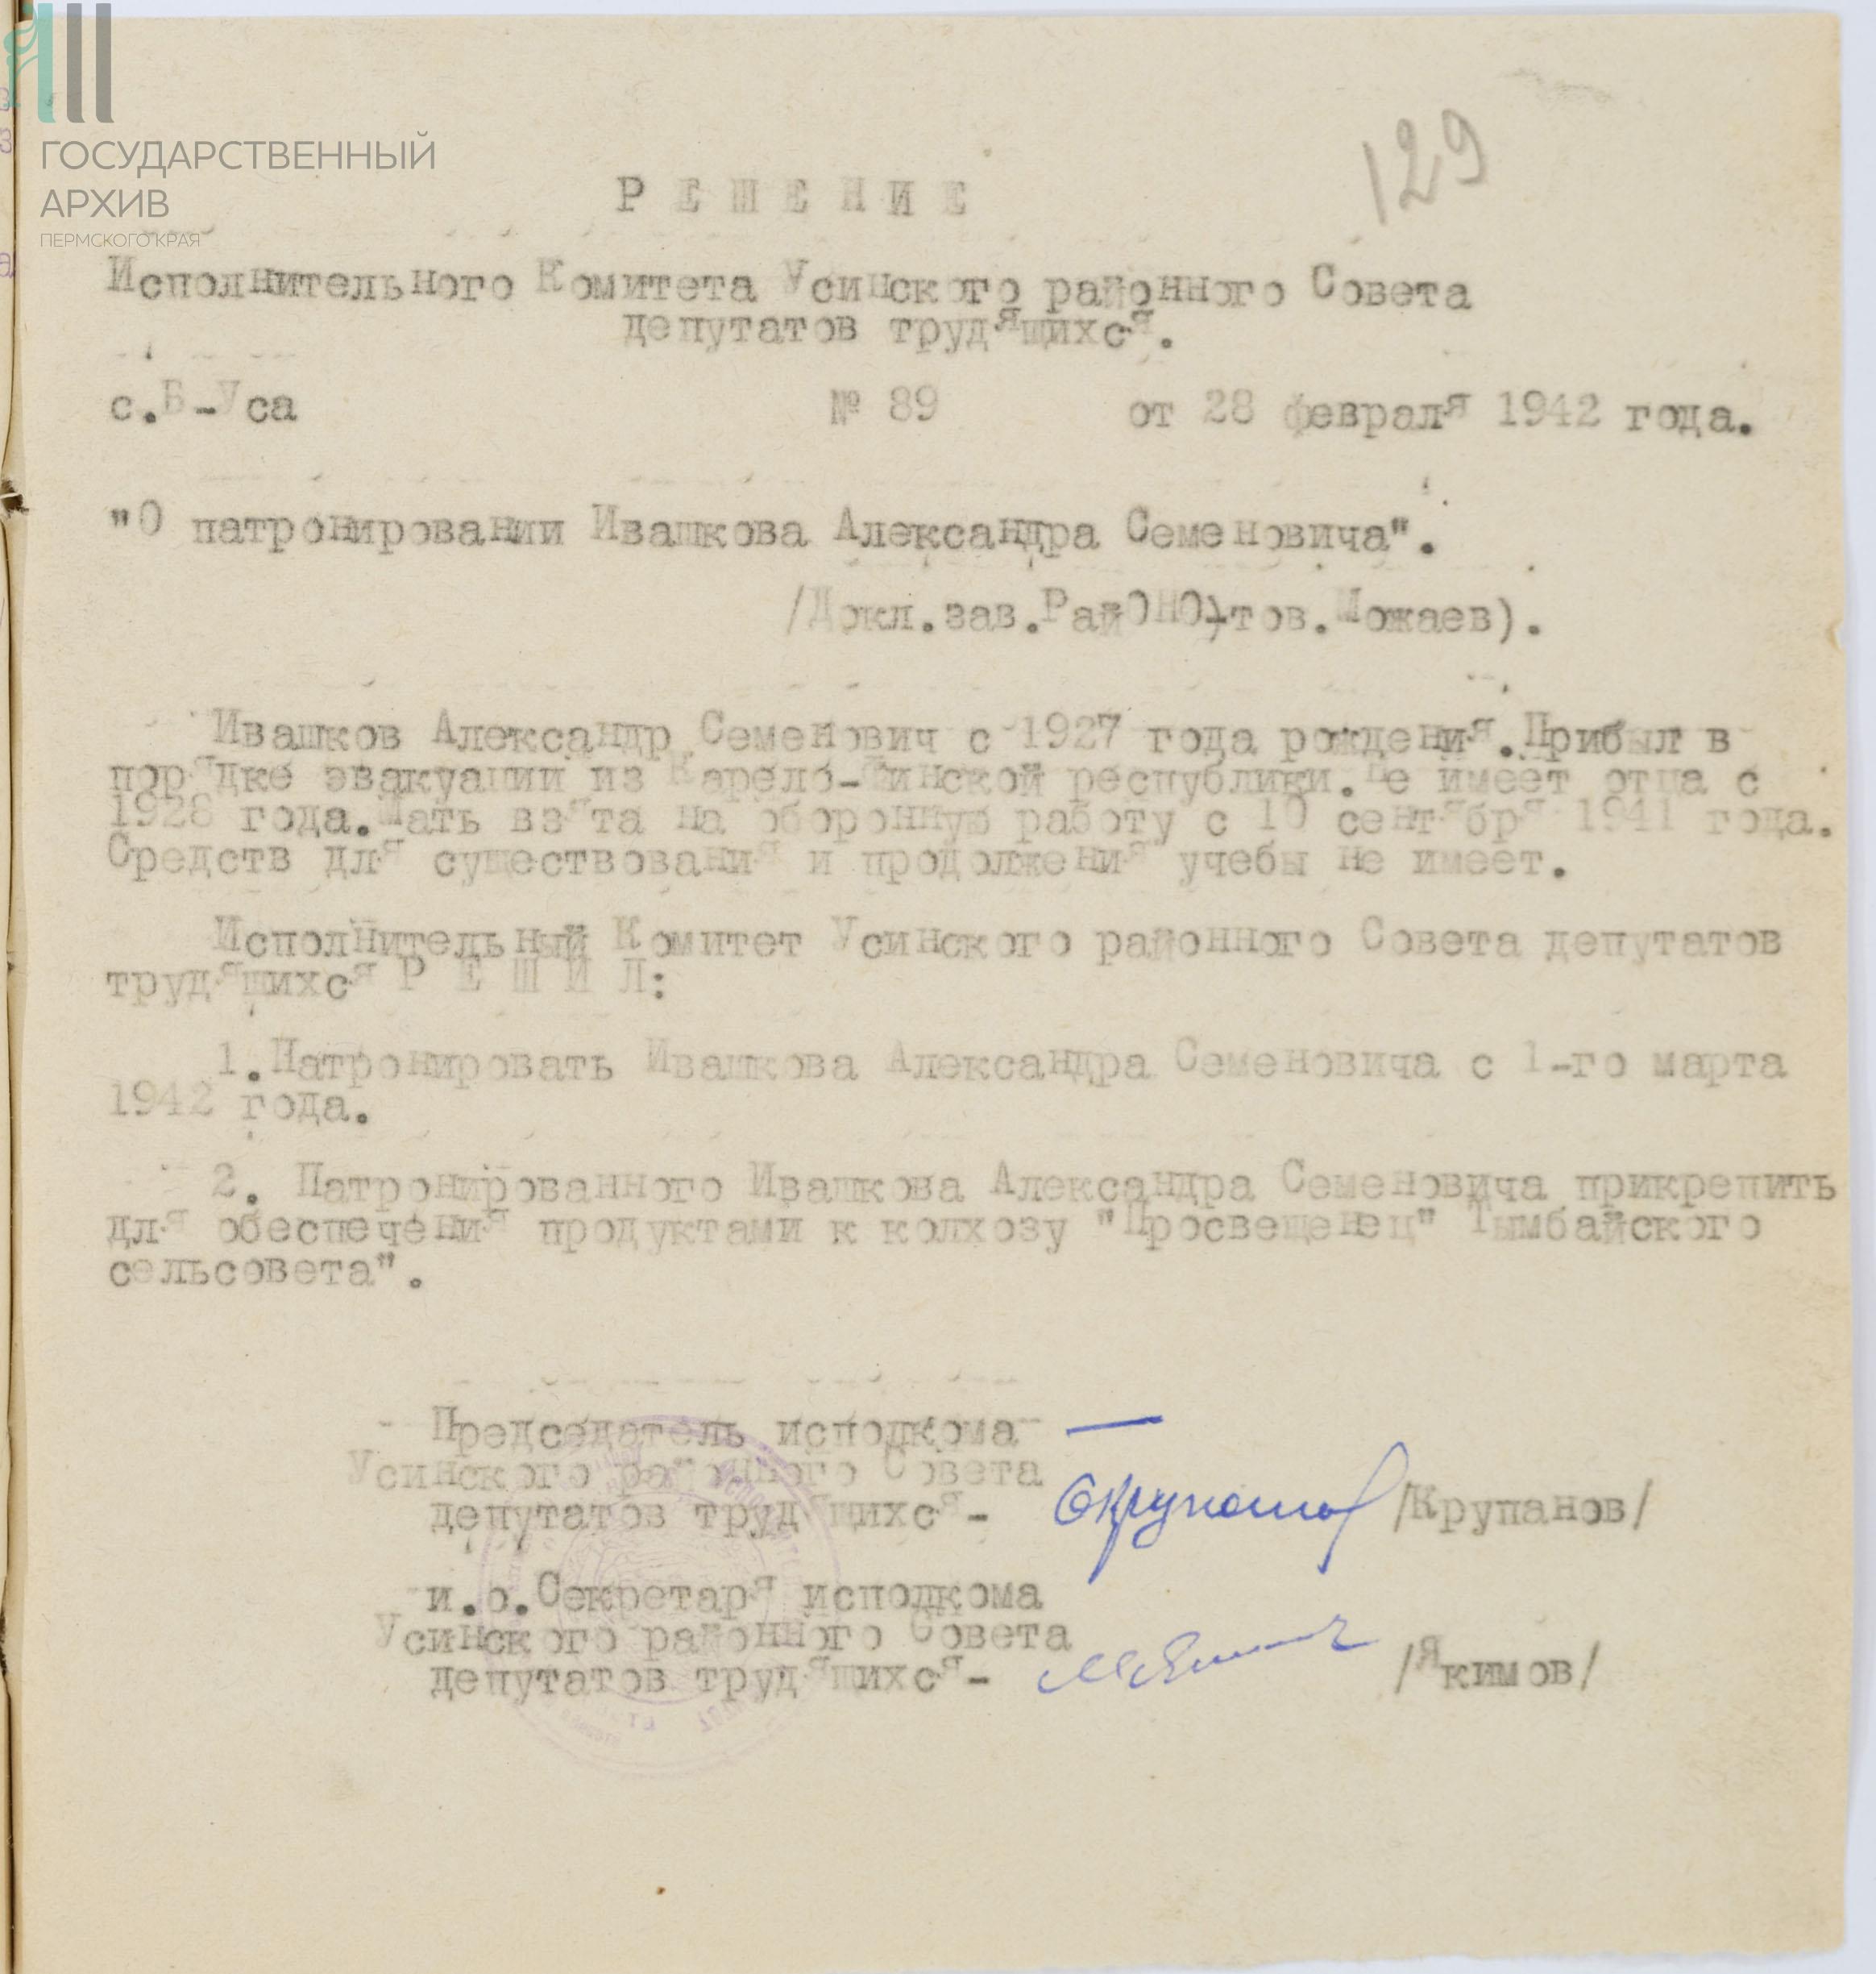 ГОСУДАРСТВЕННЫЙ
АРХИВ
ПЕРМСКОГО КРАЯ
129
Р Е Ш Е Н И Е
Исполнительного Комитета Усинского районного Совета
депутатов трудящихся.
с.Б-Уса № 89 от 28 февраля 1942 года.
"О патронировании Ивашкова Александра Семеновича".
/Докл.зав.РайОНО,тов.Можаев).
Ивашков Александр Семенович с 1927 года рождения.Прибыл в
порядке эвакуации из Карело-Финской республики.Не имеет отца с
1928 года.Мать взята на оборонную работу с 10 сентября 1941 года.
Средств для существования и продолжения учебы не имеет.
Исполнительный Комитет Усинского районного Совета депутатов
трудящихся Р Е Ш И Л:
1.Патронировать Ивашкова Александра Семеновича с 1-го марта
1942 года.
2. Патронированного Ивашкова Александра Семеновича прикрепить
для обеспечения продуктами к колхозу "Просвещенец" Тымбайского
сельсовета".
Председатель исполкома
Усинского районного Совета
депутатов трудящихся- /Крупанов/
и.о.Секретаря исполкома
Усинского районного Совета
депутатов трудящихся- /Якимов/